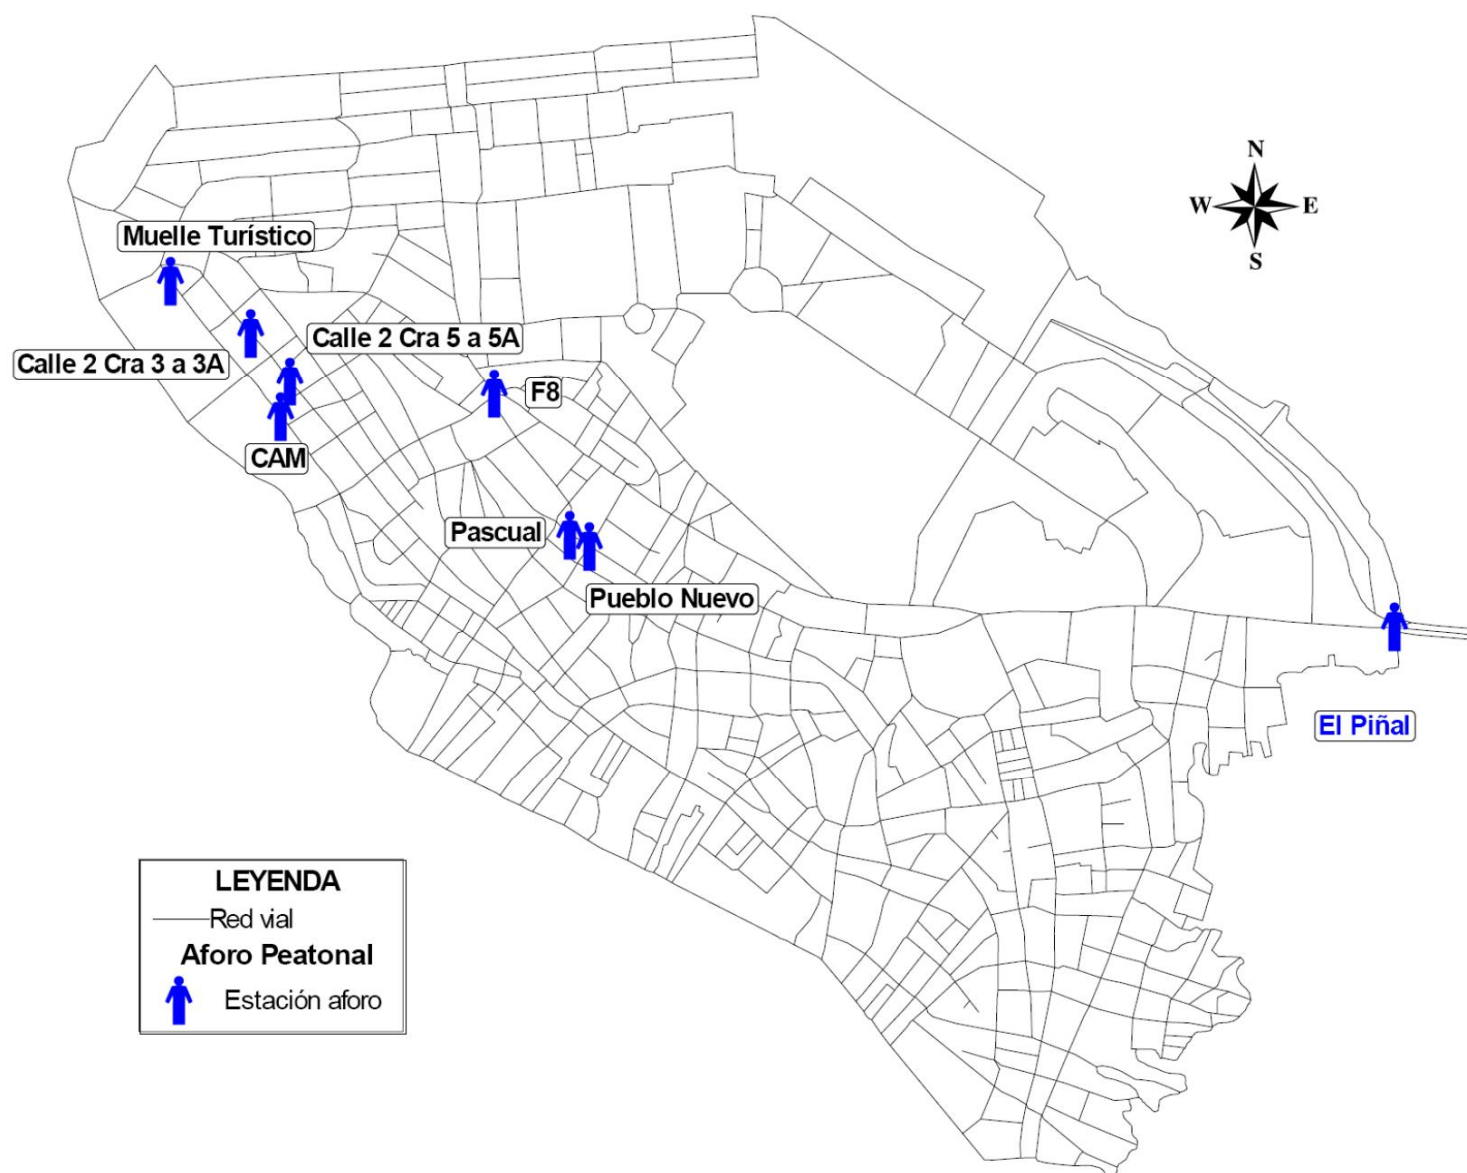 N
W E
S
Muelle Turístico
Calle 2 Cra 5 a 5A
Calle 2 Cra 3 a 3A
F8
CAM
Pascual
Pueblo Nuevo
El Piñal
LEYENDA
Red vial
Aforo Peatonal
Estación aforo